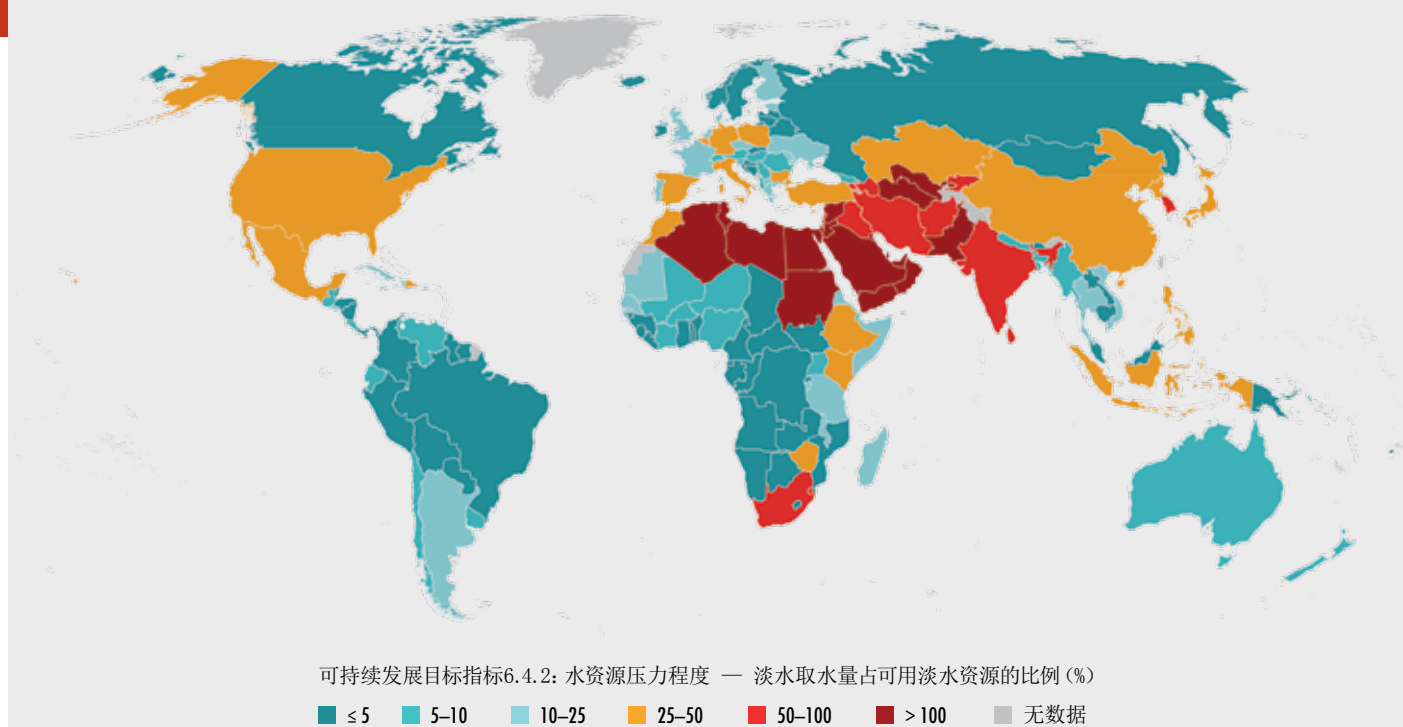 可持续发展目标指标6.4.2: 水资源压力程度 — 淡水取水量占可用淡水资源的比例(%)
≤ 5 5–10 10–25 25–50 50–100 > 100 无数据